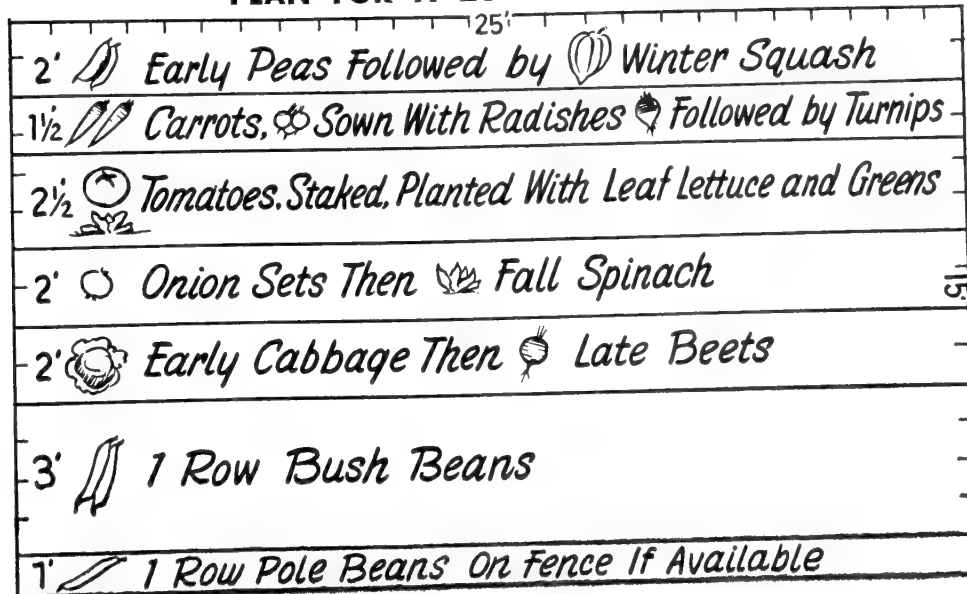 25'
2' Early Peas Followed by Winter Squash
1½ Carrots, Sown With Radishes Followed by Turnips
2½' Tomatoes, Staked, Planted With Leaf Lettuce and Greens
2' Onion Sets Then Fall Spinach
15'
2' Early Cabbage Then Late Beets
3' 1 Row Bush Beans
1' 1 Row Pole Beans On Fence If Available